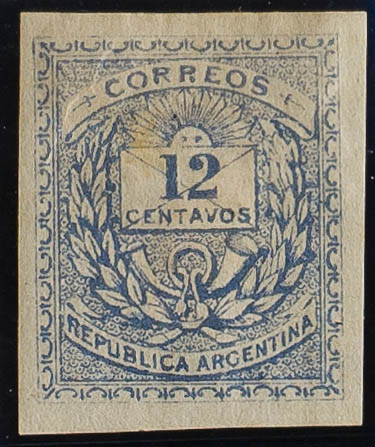 CORREOS
12
CENTAVOS
REPUBLICA ARGENTINA